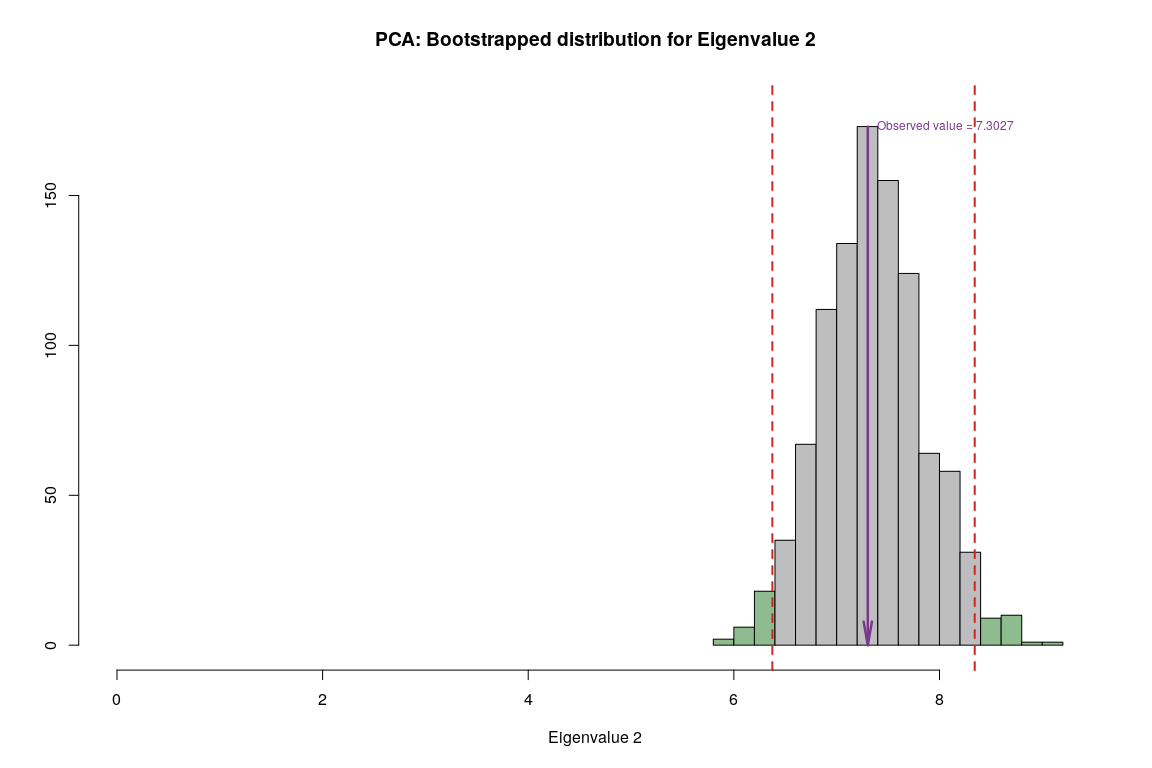 PCA: Bootstrapped distribution for Eigenvalue 2
Observed value = 7.3027
150
100
50
0
0 2 4 6 8
Eigenvalue 2